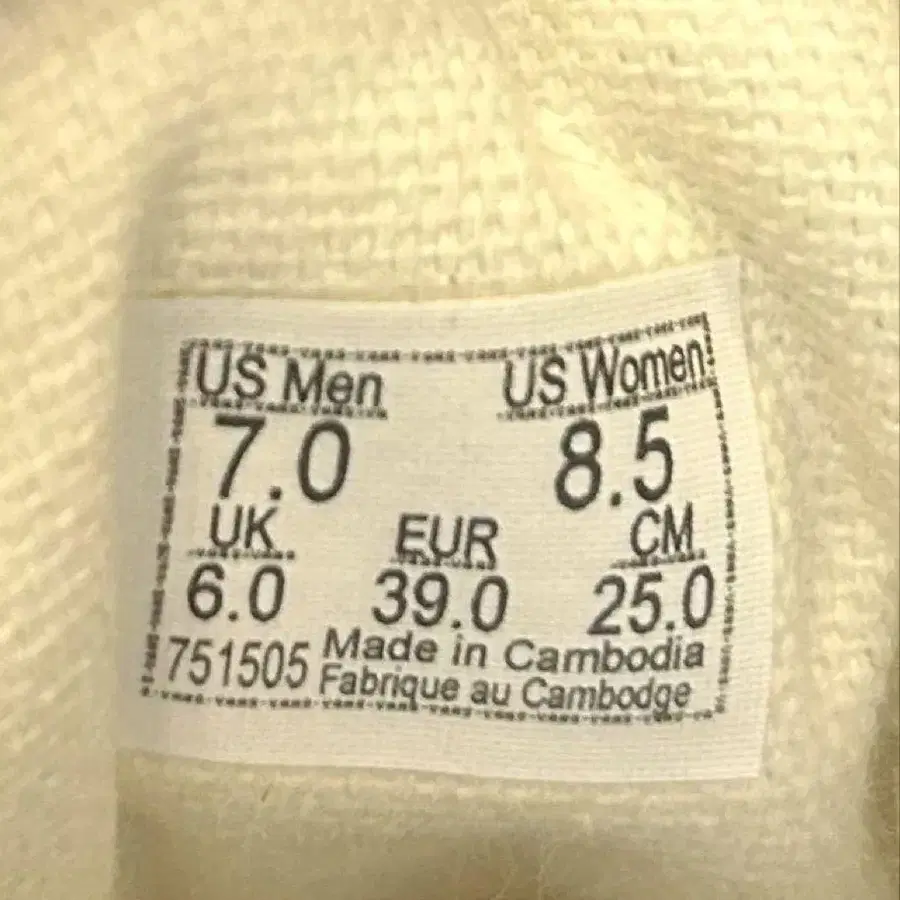 US Men US Women
7.0 8.5
UK EUR CM
6.0 39.0 25.0
751505 Made in Cambodia
Fabrique au Cambodge